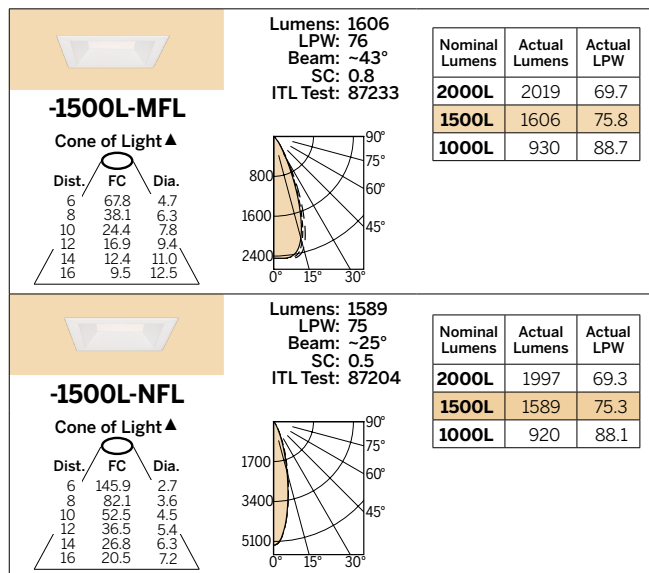 -1500L-MFL
Cone of Light▲
Dist. FC Dia.
6 67.8 4.7
8 38.1 6.3
10 24.4 7.8
12 16.9 9.4
14 12.4 11.0
16 9.5 12.5
Lumens: 1606
LPW: 76
Beam: ~43°
SC: 0.8
ITL Test: 87233
90°
75°
60°
45°
800
1600
2400
0° 15° 30°
Nominal Lumens Actual Lumens Actual LPW
2000L 2019 69.7
1500L 1606 75.8
1000L 930 88.7
-1500L-NFL
Cone of Light▲
Dist. FC Dia.
6 145.9 2.7
8 82.1 3.6
10 52.5 4.5
12 36.5 5.4
14 26.8 6.3
16 20.5 7.2
Lumens: 1589
LPW: 75
Beam: ~25°
SC: 0.5
ITL Test: 87204
90°
75°
60°
45°
1700
3400
5100
0° 15° 30°
Nominal Lumens Actual Lumens Actual LPW
2000L 1997 69.3
1500L 1589 75.3
1000L 920 88.1